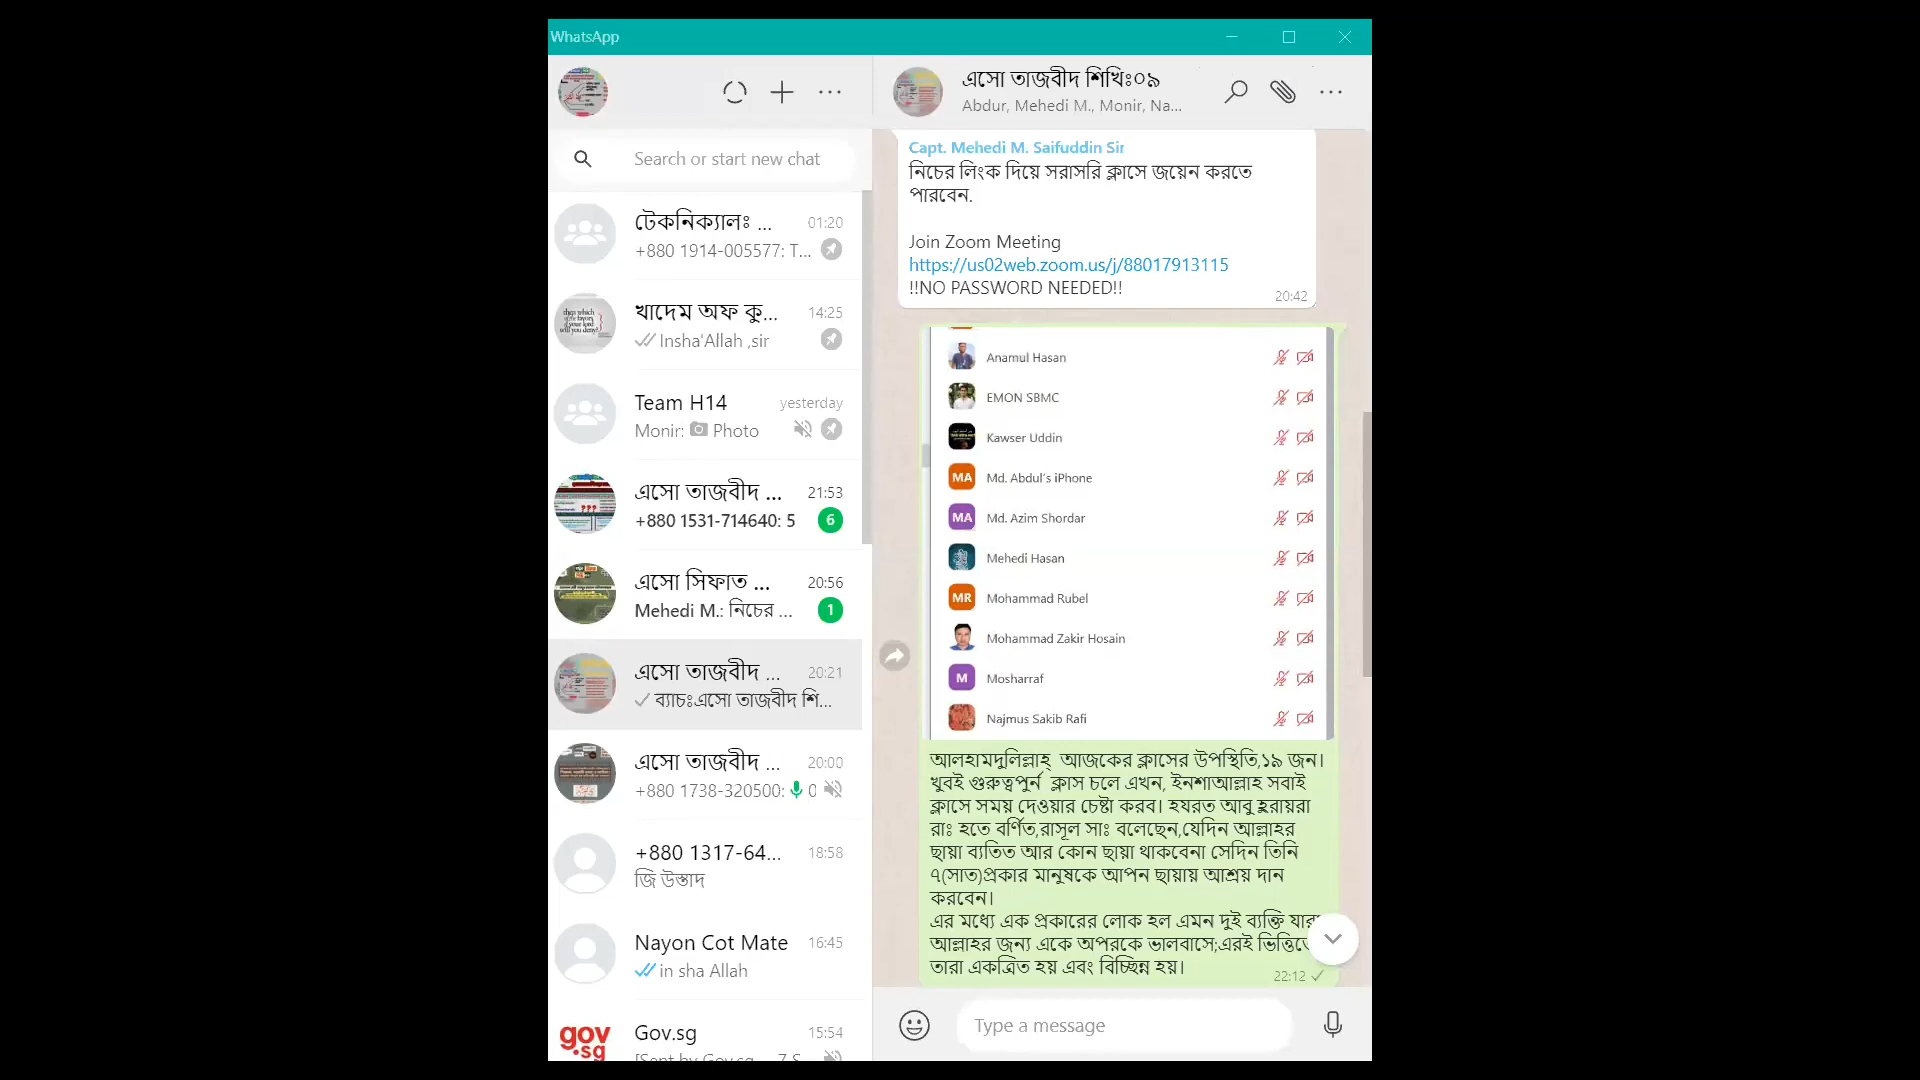 WhatsApp
Search or start new chat
টেকনিক্যালঃ ...
01:20
+880 1914-005577: T...
খাদেম অফ কু...
14:25
Insha'Allah ,sir
Team H14
yesterday
Monir: Photo
এসো তাজবীদ ...
21:53
+880 1531-714640: 5
6
এসো সিফাত ...
20:56
Mehedi M.: নিচের ...
1
এসো তাজবীদ ...
20:21
ব্যাচঃএসো তাজবীদ শি...
এসো তাজবীদ ...
20:00
+880 1738-320500: 0
+880 1317-64...
18:58
জি উস্তাদ
Nayon Cot Mate
16:45
in sha Allah
gov
.sg
Gov.sg
15:54
এসো তাজবীদ শিখিঃ০৯
Abdur, Mehedi M., Monir, Na...
Capt. Mehedi M. Saifuddin Sir
নিচের লিংক দিয়ে সরাসরি ক্লাসে জয়েন করতে
পারবেন.
Join Zoom Meeting
https://us02web.zoom.us/j/88017913115
!!NO PASSWORD NEEDED!!
20:42
Anamul Hasan
EMON SBMC
Kawser Uddin
MA Md. Abdul's iPhone
MA Md. Azim Shordar
Mehedi Hasan
MR Mohammad Rubel
Mohammad Zakir Hosain
M Mosharraf
Najmus Sakib Rafi
আলহামদুলিল্লাহ্ আজকের ক্লাসের উপস্থিতি,১৯ জন।
খুবই গুরুত্বপুর্ন ক্লাস চলে এখন, ইনশাআল্লাহ সবাই
ক্লাসে সময় দেওয়ার চেষ্টা করব। হযরত আবু হুরায়রা
রাঃ হতে বর্ণিত,রাসূল সাঃ বলেছেন,যেদিন আল্লাহর
ছায়া ব্যতিত আর কোন ছায়া থাকবেনা সেদিন তিনি
৭(সাত)প্রকার মানুষকে আপন ছায়ায় আশ্রয় দান
করবেন।
এর মধ্যে এক প্রকারের লোক হল এমন দুই ব্যক্তি
আল্লাহর জন্য একে অপরকে ভালবাসে;এরই
তারা একত্রিত হয় এবং বিচ্ছিন্ন হয়।
22:12
Type a message